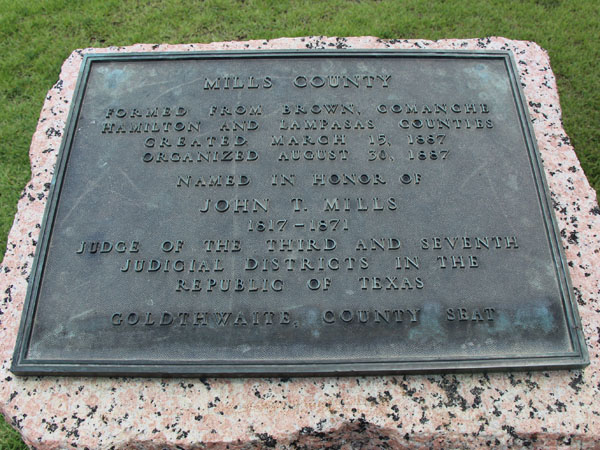 MILLS COUNTY
FORMED FROM BROWN, COMANCHE
HAMILTON AND LAMPASAS COUNTIES
CREATED MARCH 15, 1887
ORGANIZED AUGUST 30, 1887
NAMED IN HONOR OF
JOHN T. MILLS
1817-1871
JUDGE OF THE THIRD AND SEVENTH
JUDICIAL DISTRICTS IN THE
REPUBLIC OF TEXAS
GOLDTHWAITE, COUNTY SEAT